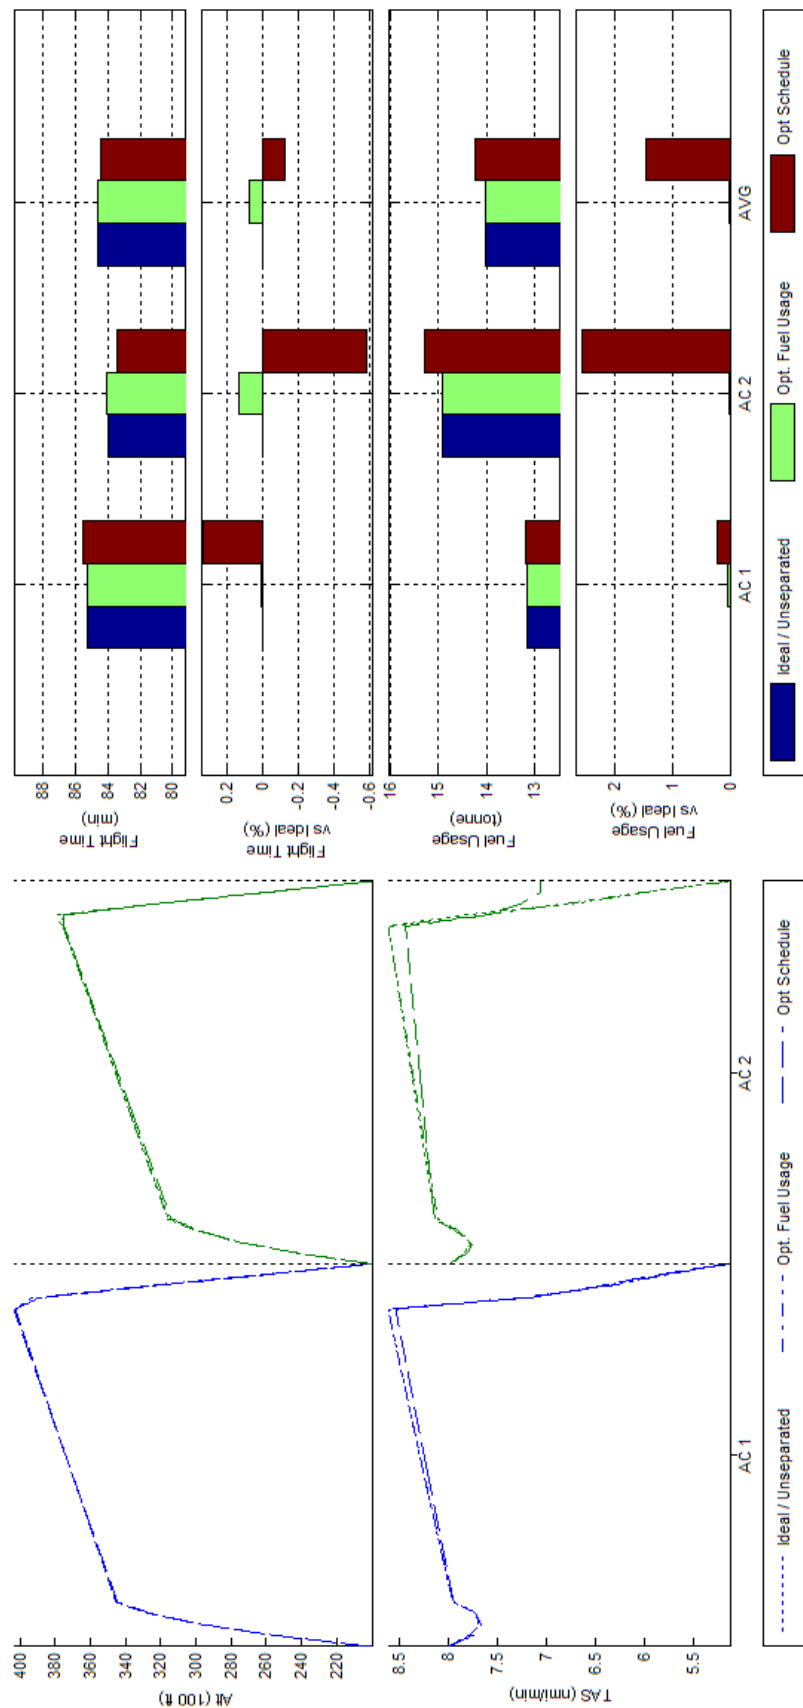 Alt (100 ft)
400
380
360
340
320
300
280
260
240
220
200
TAS (nm/min)
8.5
8
7.5
7
6.5
6
5.5
AC 1
AC 2
Ideal / Unseparated
Opt. Fuel Usage
Opt Schedule
Flight Time
(min)
88
86
84
82
80
Flight Time
vs Ideal (%)
0.2
0
-0.2
-0.4
-0.6
Fuel Usage
(tonne)
16
15
14
13
Fuel Usage
vs Ideal (%)
2
1
0
AC 1
AC 2
AVG
Ideal / Unseparated
Opt. Fuel Usage
Opt Schedule